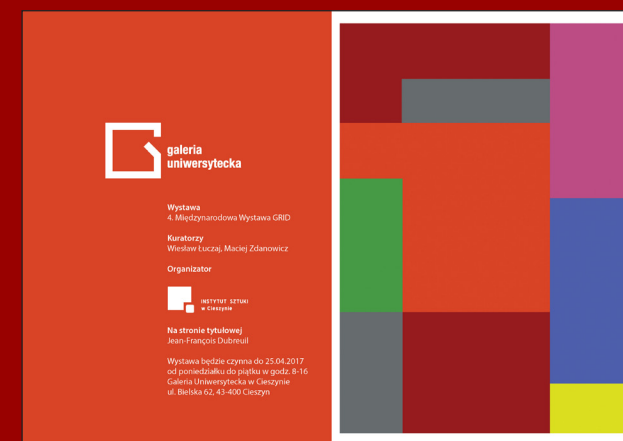 galeria
uniwersytecka
Wystawa
4. Międzynarodowa Wystawa GRID
Kuratorzy
Wiesław Łuczaj, Maciej Zdanowicz
Organizator
INSTYTUT SZTUKI
w Cieszynie
Na stronie tytułowej
Jean-François Dubreuil
Wystawa będzie czynna do 25.04.2017
od poniedziałku do piątku w godz. 8-16
Galeria Uniwersytecka w Cieszynie
ul. Bielska 62, 43-400 Cieszyn